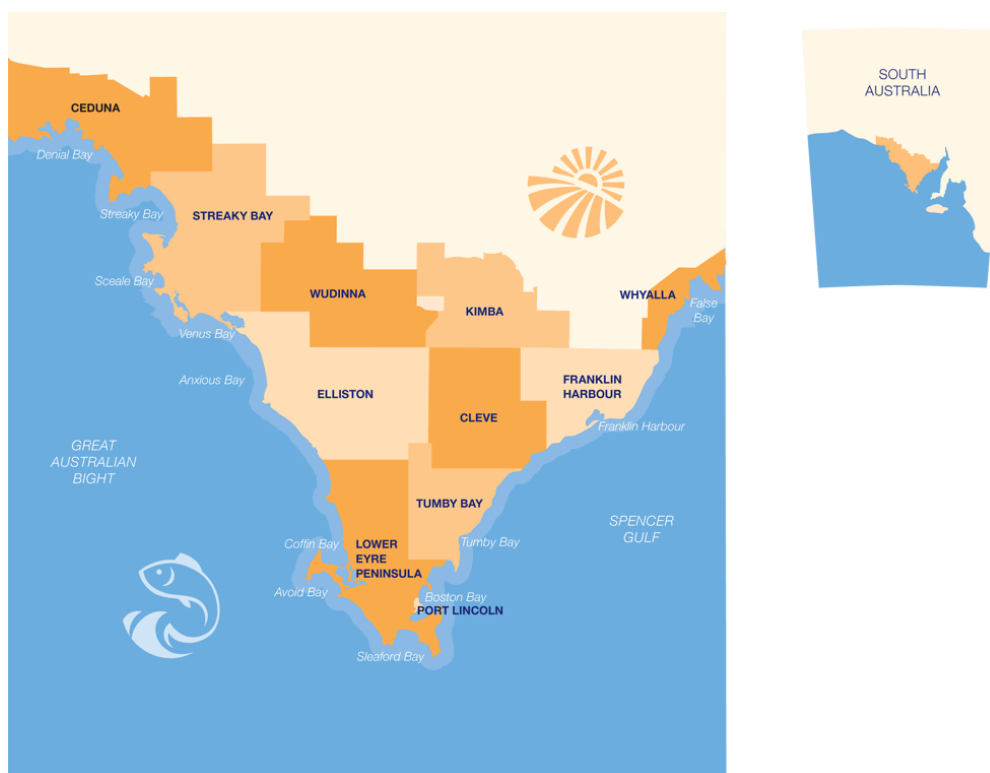 SOUTH
AUSTRALIA
CEDUNA
Denial Bay
Streaky Bay
STREAKY BAY
Sceale Bay
WUDINNA
WHYALLA
False
Bay
KIMBA
Venus Bay
Anxious Bay
ELLISTON
FRANKLIN
HARBOUR
CLEVE
Franklin Harbour
GREAT
AUSTRALIAN
BIGHT
TUMBY BAY
SPENCER
GULF
Coffin Bay
LOWER
EYRE
PENINSULA
Tumby Bay
Avoid Bay
Boston Bay
PORT LINCOLN
Sleaford Bay